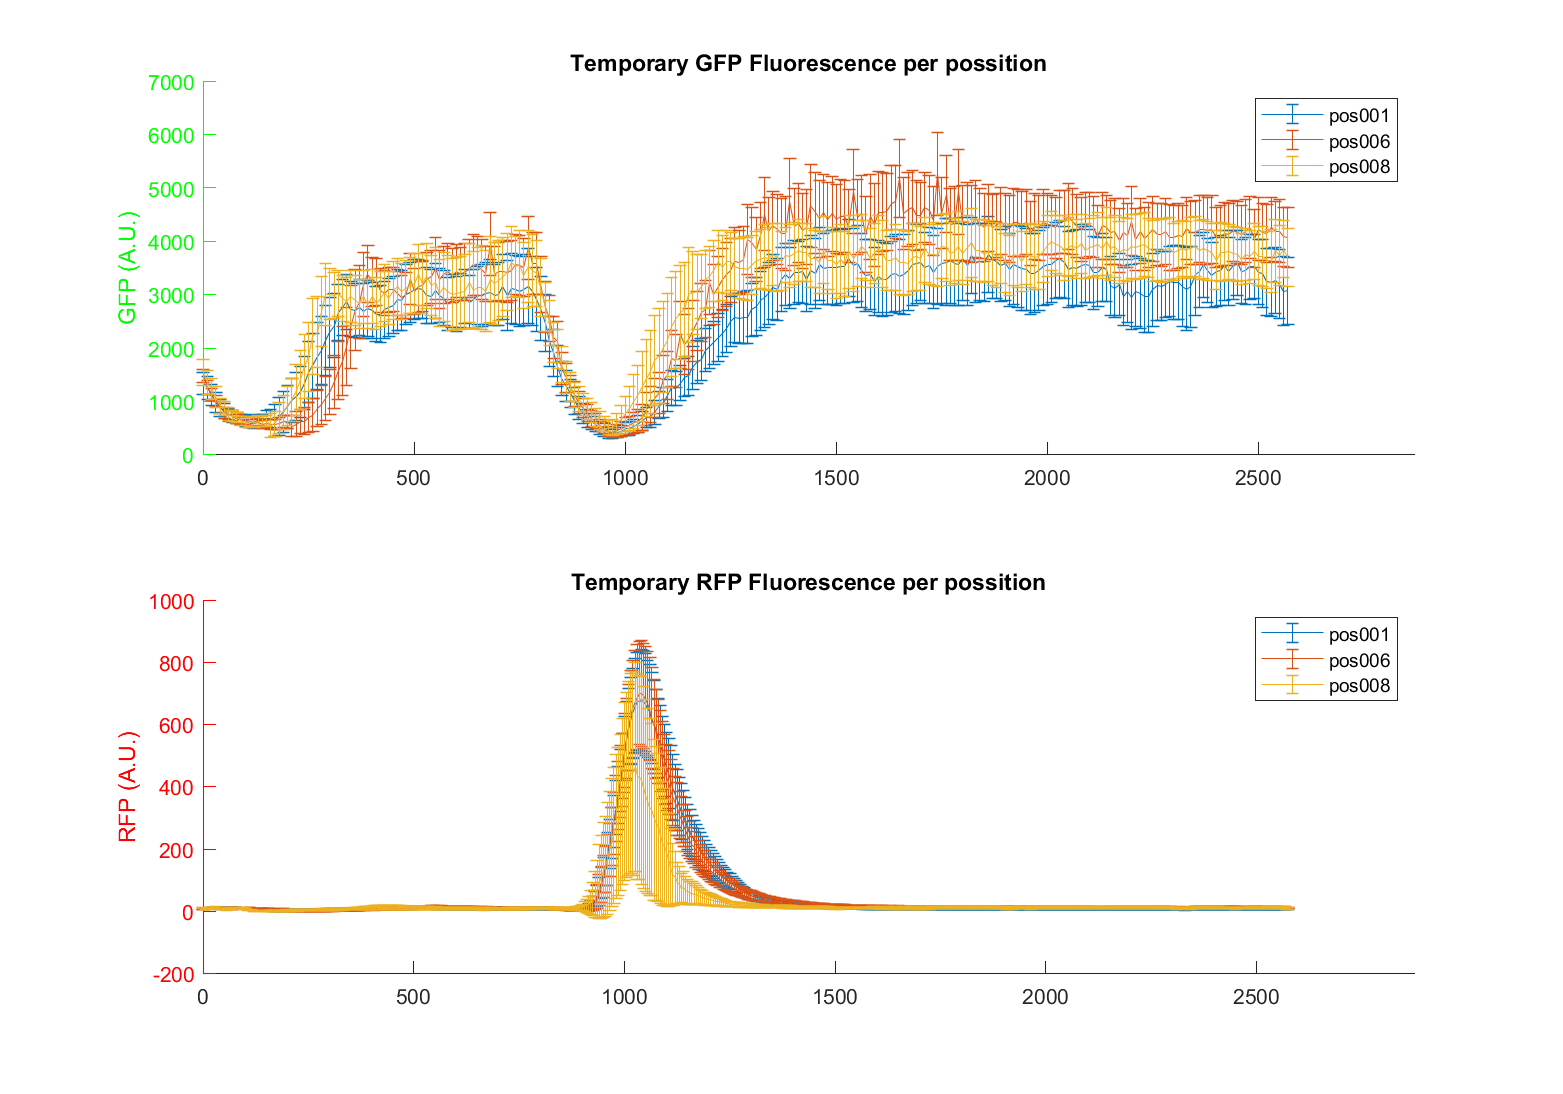 Temporary GFP Fluorescence per possition
7000
6000
5000
4000
3000
2000
1000
0
GFP (A.U.)
0 500 1000 1500 2000 2500
pos001
pos006
pos008
Temporary RFP Fluorescence per possition
1000
800
600
400
200
0
-200
RFP (A.U.)
0 500 1000 1500 2000 2500
pos001
pos006
pos008